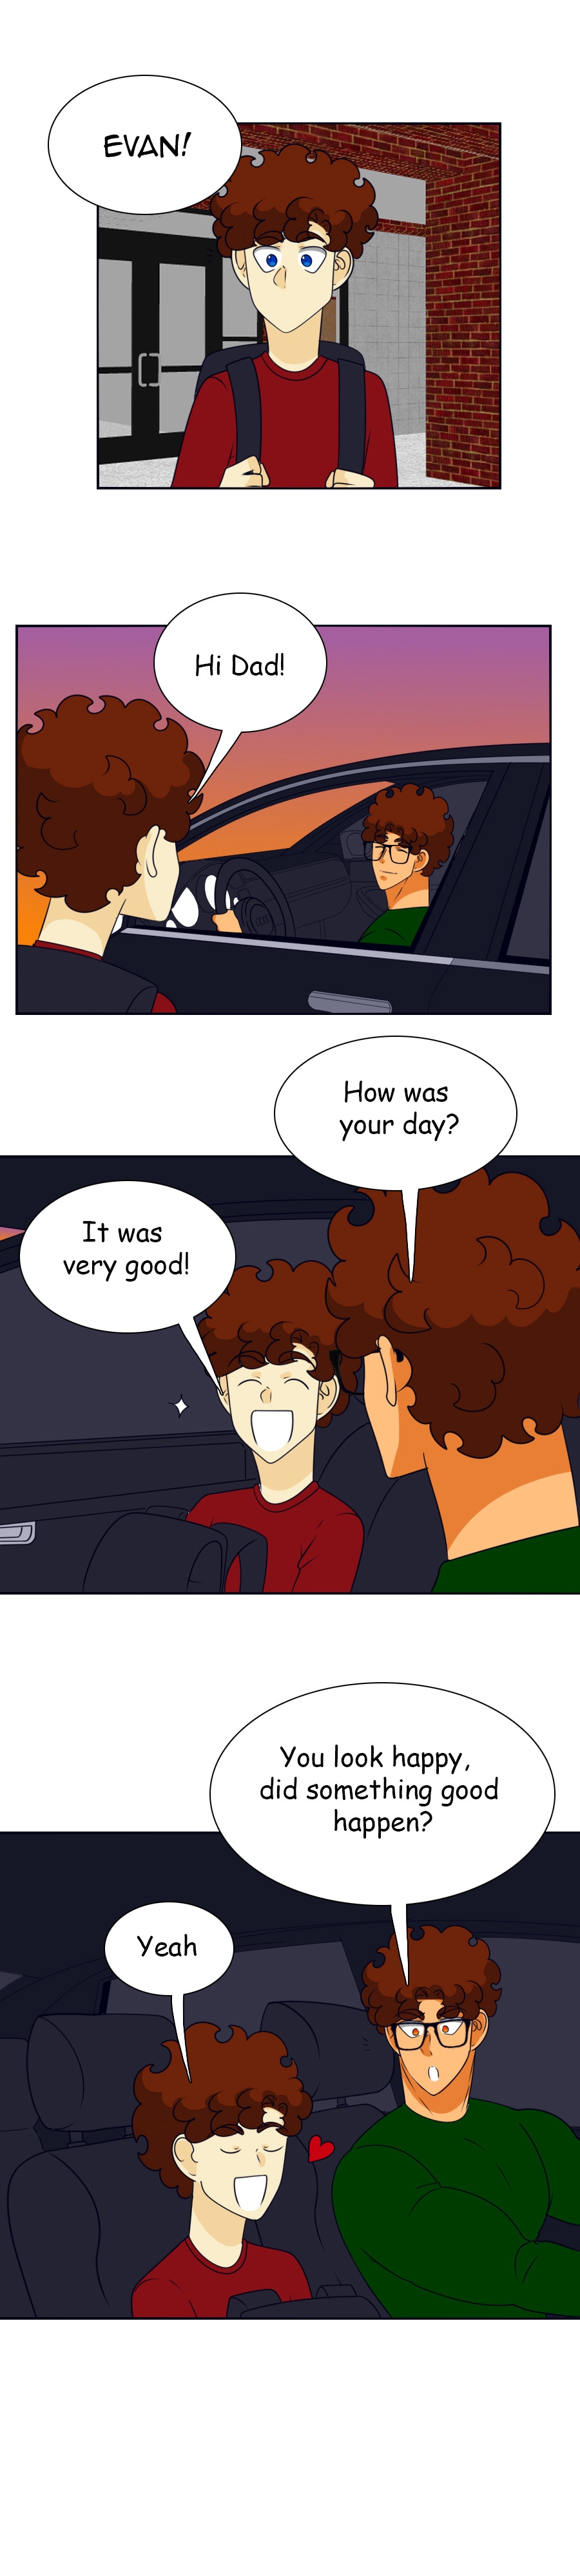 EVAN!
Hi Dad!
How was
your day?
It was
very good!
You look happy,
did something good
happen?
Yeah